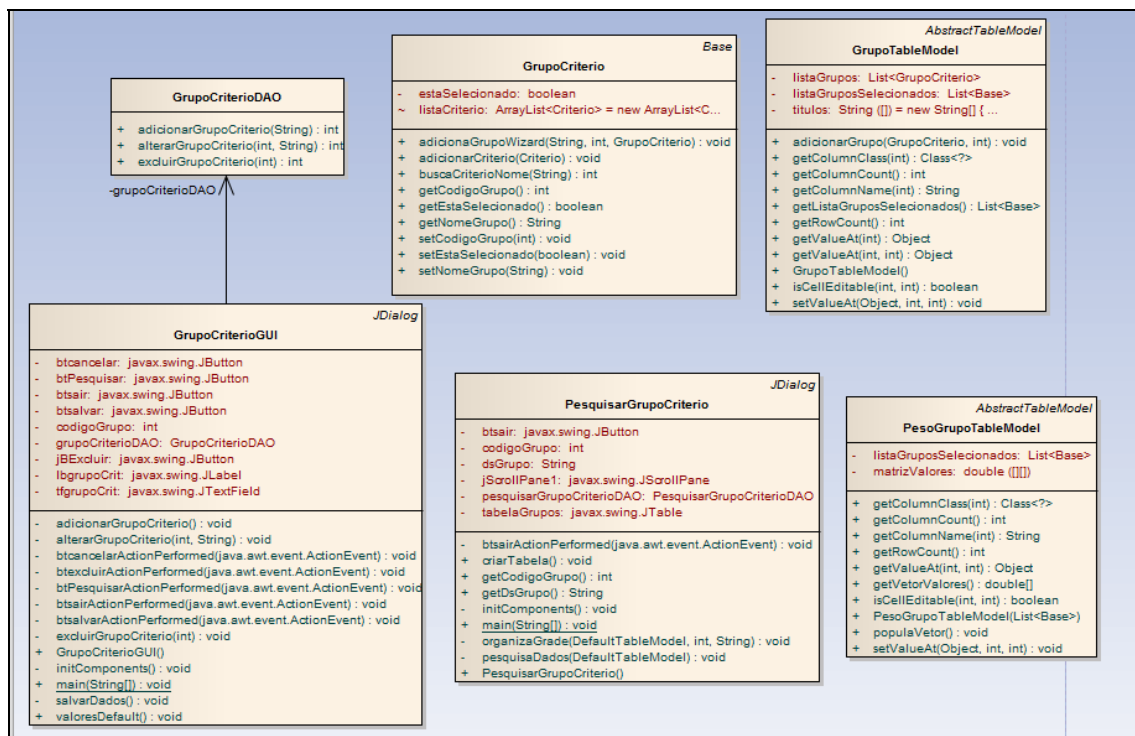 GrupoCriterioDAO
+ adicionarGrupoCriterio(String) : int
+ alterarGrupoCriterio(int, String) : int
+ excluirGrupoCriterio(int) : int
-grupoCriterioDAO
Base
GrupoCriterio
- estaSelecionado: boolean
~ listaCriterio: ArrayList<Criterio> = new ArrayList<C...
+ adicionaGrupoWizard(String, int, GrupoCriterio) : void
+ adicionarCriterio(Criterio) : void
+ buscaCriterioNome(String) : int
+ getCodigoGrupo() : int
+ getEstaSelecionado() : boolean
+ getNomeGrupo() : String
+ setCodigoGrupo(int) : void
+ setEstaSelecionado(boolean) : void
+ setNomeGrupo(String) : void
AbstractTableModel
GrupoTableModel
- listaGrupos: List<GrupoCriterio>
- listaGruposSelecionados: List<Base>
- titulos: String ([]) = new String[] { ...
+ adicionarGrupo(GrupoCriterio, int) : void
+ getColumnClass(int) : Class<?>
+ getColumnCount() : int
+ getColumnName(int) : String
+ getListaGruposSelecionados() : List<Base>
+ getRowCount() : int
+ getValueAt(int) : Object
+ getValueAt(int, int) : Object
+ GrupoTableModel()
+ isCellEditable(int, int) : boolean
+ setValueAt(Object, int, int) : void
JDialog
GrupoCriterioGUI
- btcancelar: javax.swing.JButton
- btPesquisar: javax.swing.JButton
- btsair: javax.swing.JButton
- btsalvar: javax.swing.JButton
- codigoGrupo: int
- grupoCriterioDAO: GrupoCriterioDAO
- jBExcluir: javax.swing.JButton
- lbgrupoCrit: javax.swing.JLabel
- tfgrupoCrit: javax.swing.JTextField
- adicionarGrupoCriterio() : void
- alterarGrupoCriterio(int, String) : void
- btcancelarActionPerformed(java.awt.event.ActionEvent) : void
- btexcluirActionPerformed(java.awt.event.ActionEvent) : void
- btPesquisarActionPerformed(java.awt.event.ActionEvent) : void
- btsairActionPerformed(java.awt.event.ActionEvent) : void
- btsalvarActionPerformed(java.awt.event.ActionEvent) : void
- excluirGrupoCriterio(int) : void
+ GrupoCriterioGUI()
- initComponents() : void
+ main(String[]) : void
- salvarDados() : void
+ valoresDefault() : void
JDialog
PesquisarGrupoCriterio
- btsair: javax.swing.JButton
- codigoGrupo: int
- dsGrupo: String
- jScrollPane1: javax.swing.JScrollPane
- pesquisarGrupoCriterioDAO: PesquisarGrupoCriterioDAO
- tabelaGrupos: javax.swing.JTable
- btsairActionPerformed(java.awt.event.ActionEvent) : void
+ criarTabela() : void
+ getCodigoGrupo() : int
+ getDsGrupo() : String
- initComponents() : void
+ main(String[]) : void
- organizaGrade(DefaultTableModel, int, String) : void
- pesquisaDados(DefaultTableModel) : void
+ PesquisarGrupoCriterio()
AbstractTableModel
PesoGrupoTableModel
- listaGruposSelecionados: List<Base>
- matrizValores: double ([][])
+ getColumnClass(int) : Class<?>
+ getColumnCount() : int
+ getColumnName(int) : String
+ getRowCount() : int
+ getValueAt(int, int) : Object
+ getVetorValores() : double[]
+ isCellEditable(int, int) : boolean
+ PesoGrupoTableModel(List<Base>)
+ populaVetor() : void
+ setValueAt(Object, int, int) : void